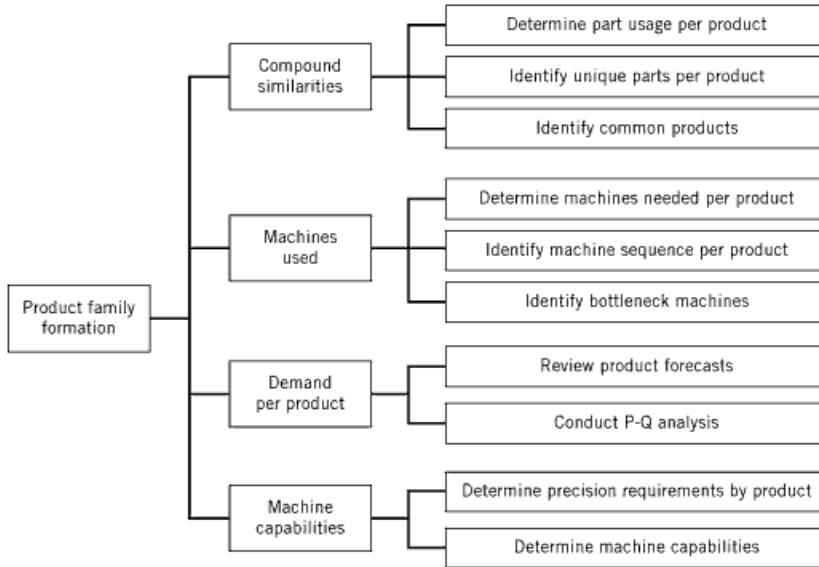 Product family
formation
Compound
similarities
Determine part usage per product
Identify unique parts per product
Identify common products
Machines
used
Determine machines needed per product
Identify machine sequence per product
Identify bottleneck machines
Demand
per product
Review product forecasts
Conduct P-Q analysis
Machine
capabilities
Determine precision requirements by product
Determine machine capabilities